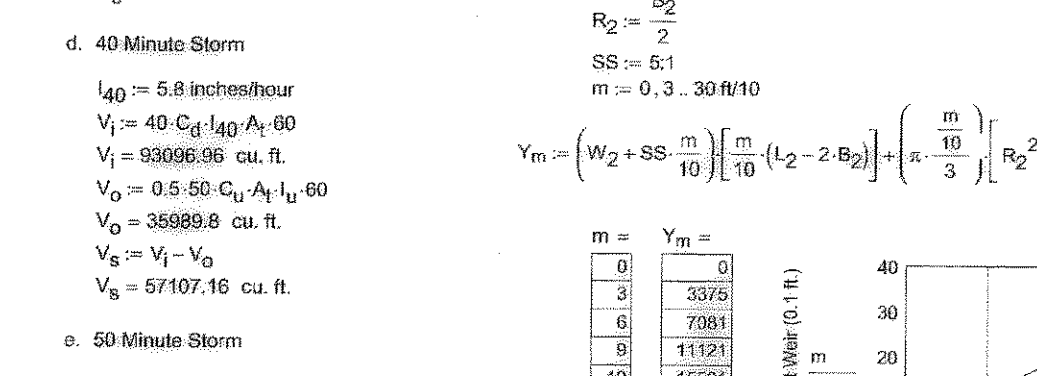 d. 40 Minute Storm
I40 := 5.8 inches/hour
Vi := 40·Cd·I40·At·60
Vi = 93096.96 cu. ft.
Vo := 0.5·50·Cu·At·Iu·60
Vo = 35989.8 cu. ft.
Vs := Vi − Vo
Vs = 57107.16 cu. ft.
e. 50 Minute Storm
R2 := B2/2
SS := 5:1
m := 0, 3 .. 30 ft/10
Ym := (W2 + SS·m/10)·[m/10·(L2 − 2·B2)] + (π·(m/10)/3)·[R2²
m = Ym =
0 0
3 3375
6 7081
9 11121
Weir (0.1 ft.)
m
40
30
20